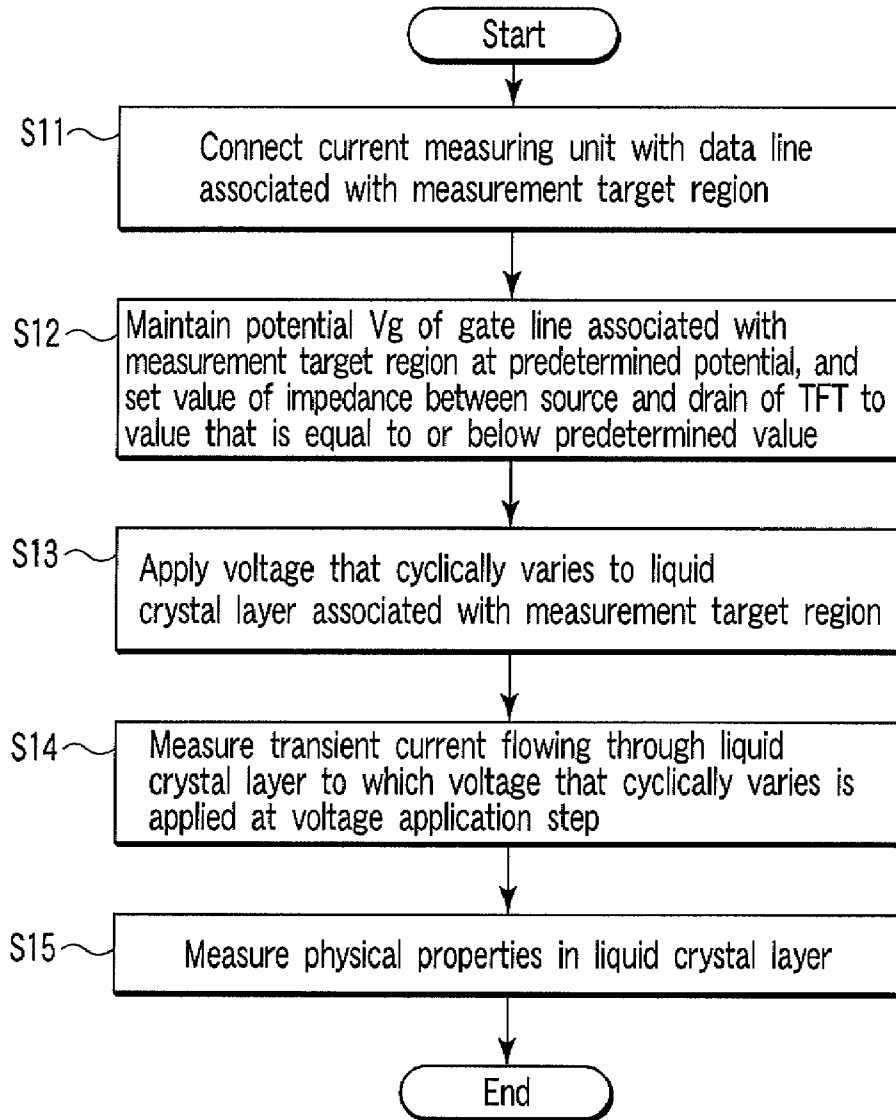 Start
S11
Connect current measuring unit with data line
associated with measurement target region
S12
Maintain potential Vg of gate line associated with
measurement target region at predetermined potential, and
set value of impedance between source and drain of TFT to
value that is equal to or below predetermined value
S13
Apply voltage that cyclically varies to liquid
crystal layer associated with measurement target region
S14
Measure transient current flowing through liquid
crystal layer to which voltage that cyclically varies is
applied at voltage application step
S15
Measure physical properties in liquid crystal layer
End